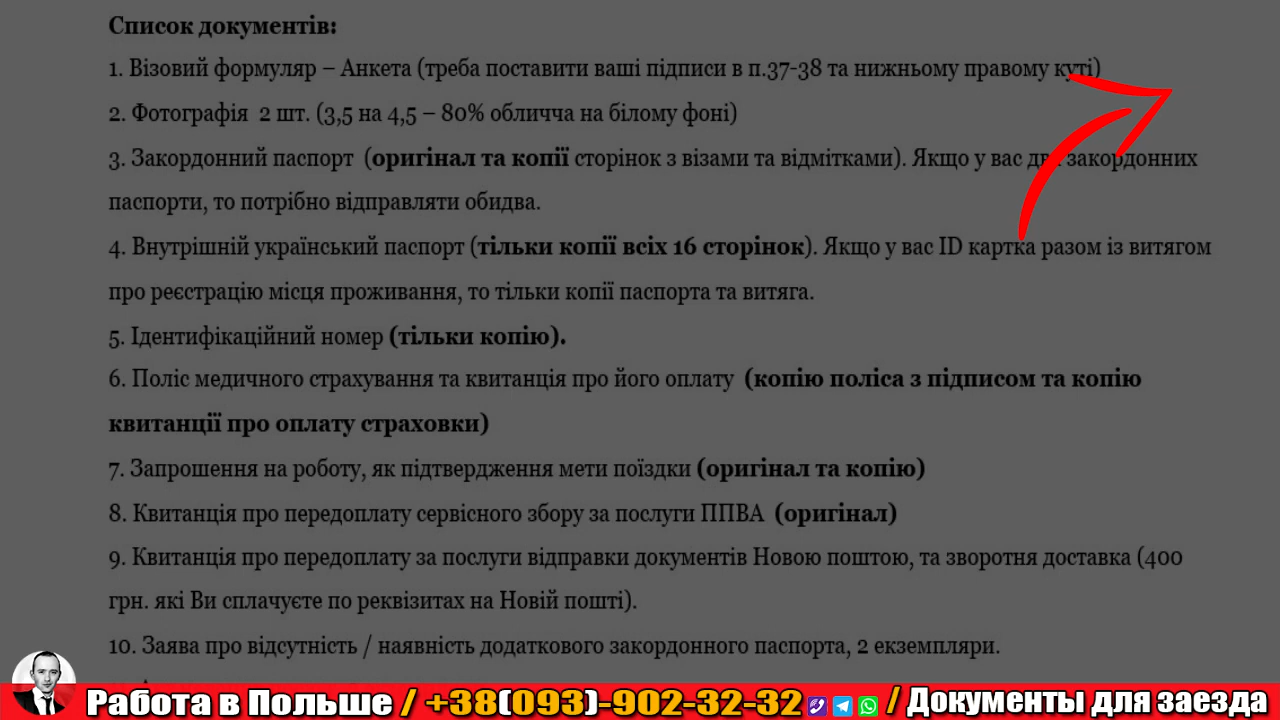 Список документів:
1. Візовий формуляр – Анкета (треба поставити ваші підписи в п.37-38 та нижньому правому куті)
2. Фотографія 2 шт. (3,5 на 4,5 – 80% обличча на білому фоні)
3. Закордонний паспорт (оригінал та копії сторінок з візами та відмітками). Якщо у вас два закордонних
паспорти, то потрібно відправляти обидва.
4. Внутрішній український паспорт (тільки копії всіх 16 сторінок). Якщо у вас ID картка разом із витягом
про реєстрацію місця проживання, то тільки копії паспорта та витяга.
5. Ідентифікаційний номер (тільки копію).
6. Поліс медичного страхування та квитанція про його оплату (копію поліса з підписом та копію
квитанції про оплату страховки)
7. Запрошення на роботу, як підтвердження мети поїздки (оригінал та копію)
8. Квитанція про передоплату сервісного збору за послуги ППВА (оригінал)
9. Квитанція про передоплату за послуги відправки документів Новою поштою, та зворотня доставка (400
грн. які Ви сплачуєте по реквізитах на Новій пошті).
10. Заява про відсутність / наявність додаткового закордонного паспорта, 2 екземпляри.
Работа в Польше / +38(093)-902-32-32 / Документы для заезда